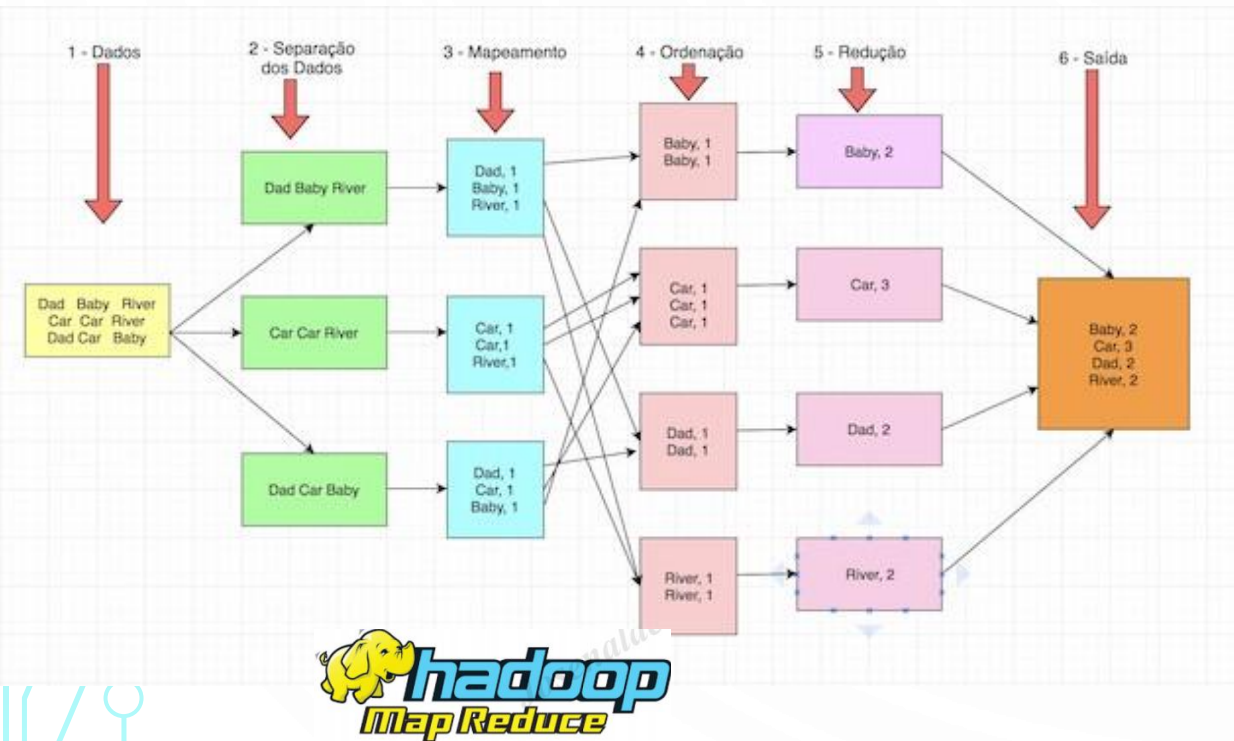 1 - Dados
2 - Separação
dos Dados
3 - Mapeamento
4 - Ordenação
5 - Redução
6 - Saída
Dad Baby River
Car Car River
Dad Car Baby
Dad Baby River
Car Car River
Dad Car Baby
Dad, 1
Baby, 1
River, 1
Car, 1
Car,1
River,1
Dad, 1
Car, 1
Baby, 1
Baby, 1
Baby, 1
Car, 1
Car, 1
Car, 1
Dad, 1
Dad, 1
River, 1
River, 1
Baby, 2
Car, 3
Dad, 2
River, 2
Baby, 2
Car, 3
Dad, 2
River, 2
hadoop
Map Reduce